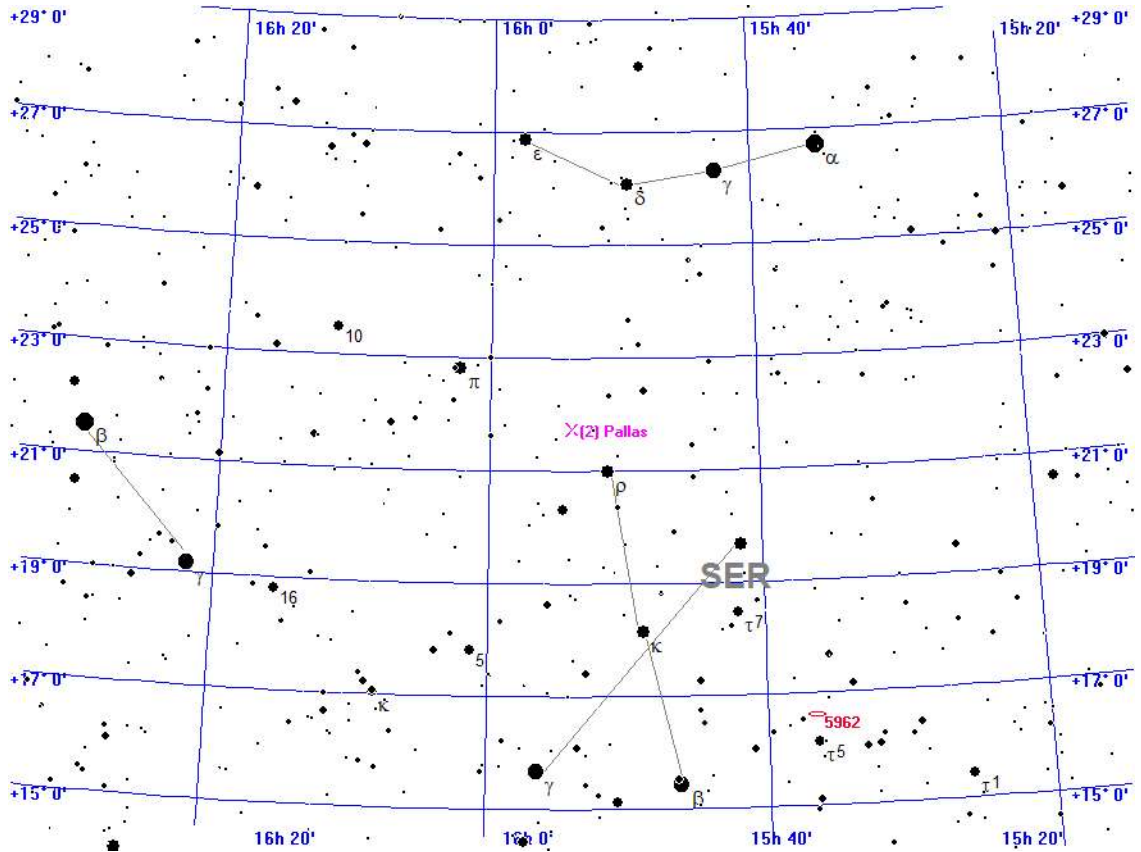 +29° 0'
16h 20'
16h 0'
15h 40'
15h 20'
+29° 0'
+27° 0'
+27° 0'
ε
δ
γ
α
+25° 0'
+25° 0'
10
+23° 0'
+23° 0'
π
β
(2) Pallas
+21° 0'
+21° 0'
ρ
γ
+19° 0'
SER
+19° 0'
16
τ7
κ
5
+17° 0'
κ
+17° 0'
5962
τ5
γ
β
τ1
+15° 0'
+15° 0'
16h 20'
16h 0'
15h 40'
15h 20'